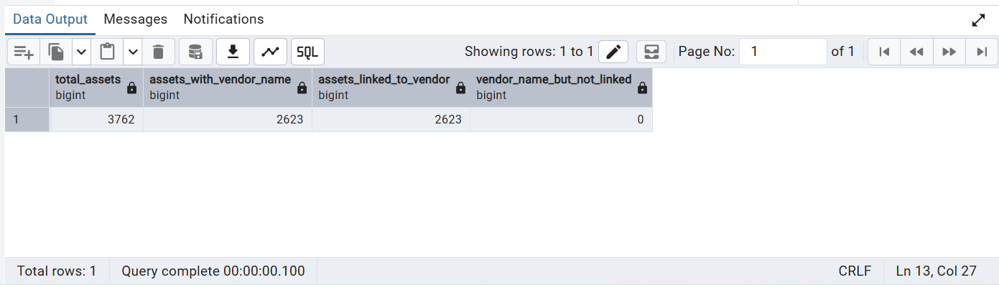 Data Output Messages Notifications
SQL Showing rows: 1 to 1 Page No: 1 of 1
total_assets assets_with_vendor_name assets_linked_to_vendor vendor_name_but_not_linked
bigint bigint bigint bigint
1 3762 2623 2623 0
Total rows: 1 Query complete 00:00:00.100 CRLF Ln 13, Col 27